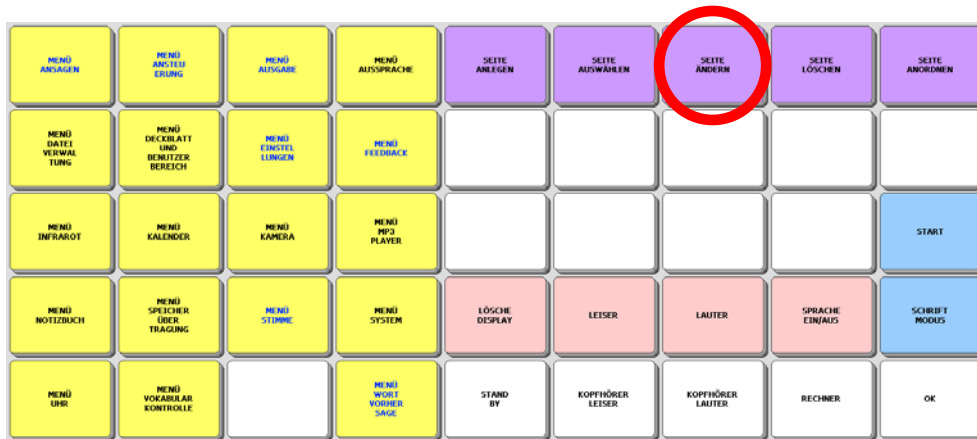 MENÜ
ANSAGEN
MENÜ
ANSTEU
ERUNG
MENÜ
AUSGABE
MENÜ
AUSSPRACHE
SEITE
ANLEGEN
SEITE
AUSWÄHLEN
SEITE
ÄNDERN
SEITE
LÖSCHEN
SEITE
ANORDNEN
MENÜ
DATEI
VERWAL
TUNG
MENÜ
DECKBLATT
UND
BENUTZER
BEREICH
MENÜ
EINSTEL
LUNGEN
MENÜ
FEEDBACK
MENÜ
INFRAROT
MENÜ
KALENDER
MENÜ
KAMERA
MENÜ
MP3
PLAYER
START
MENÜ
NOTIZBUCH
MENÜ
SPEICHER
ÜBER
TRAGUNG
MENÜ
STIMME
MENÜ
SYSTEM
LÖSCHE
DISPLAY
LEISER
LAUTER
SPRACHE
EIN/AUS
SCHRIFT
MODUS
MENÜ
UHR
MENÜ
VOKABULAR
KONTROLLE
MENÜ
WORT
VORHER
SAGE
STAND
BY
KOPFHÖRER
LEISER
KOPFHÖRER
LAUTER
RECHNER
OK